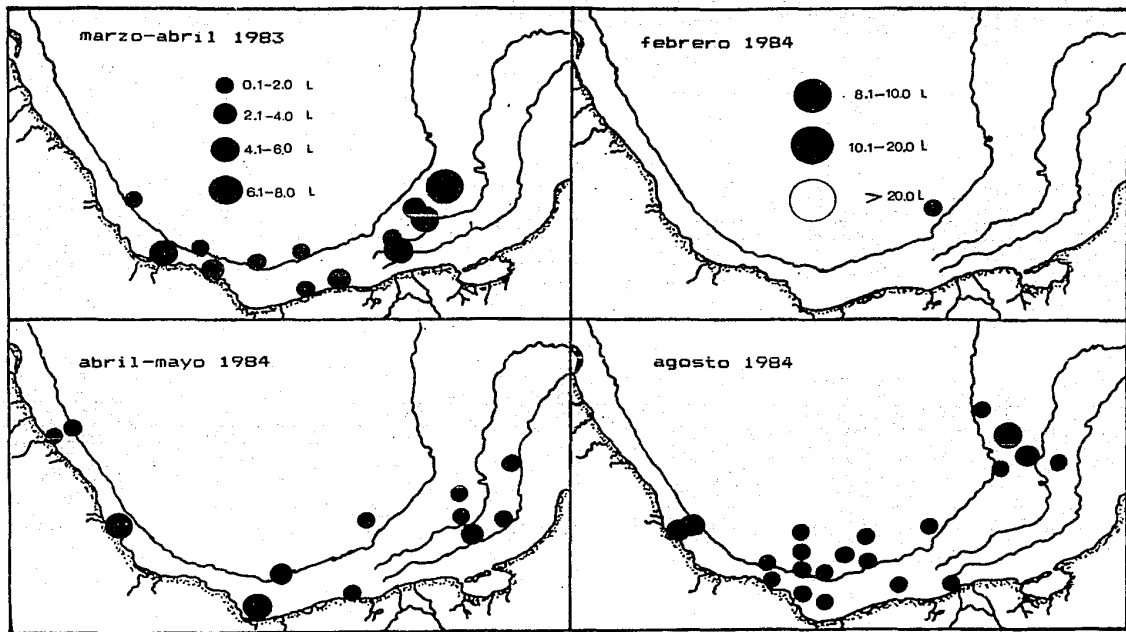 marzo-abril 1983
0.1-2.0 L
2.1-4.0 L
4.1-6.0 L
6.1-8.0 L
febrero 1984
8.1-10.0 L
10.1-20.0 L
> 20.0 L
abril-mayo 1984
agosto 1984